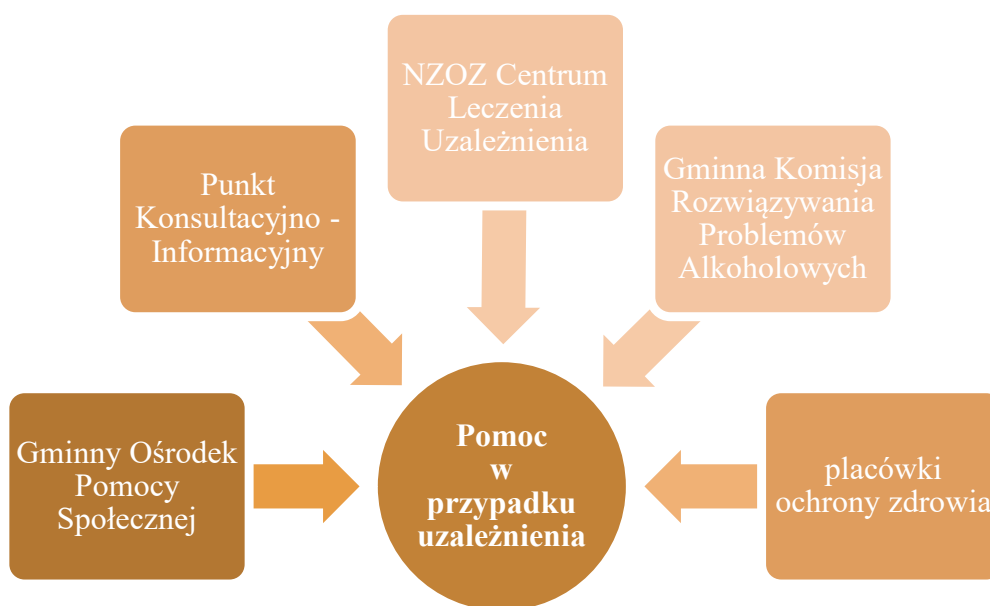 NZOZ Centrum
Leczenia
Uzależnienia
Punkt
Konsultacyjno -
Informacyjny
Gminna Komisja
Rozwiązywania
Problemów
Alkoholowych
Gminny Ośrodek
Pomocy
Społecznej
Pomoc
w
przypadku
uzależnienia
placówki
ochrony zdrowia